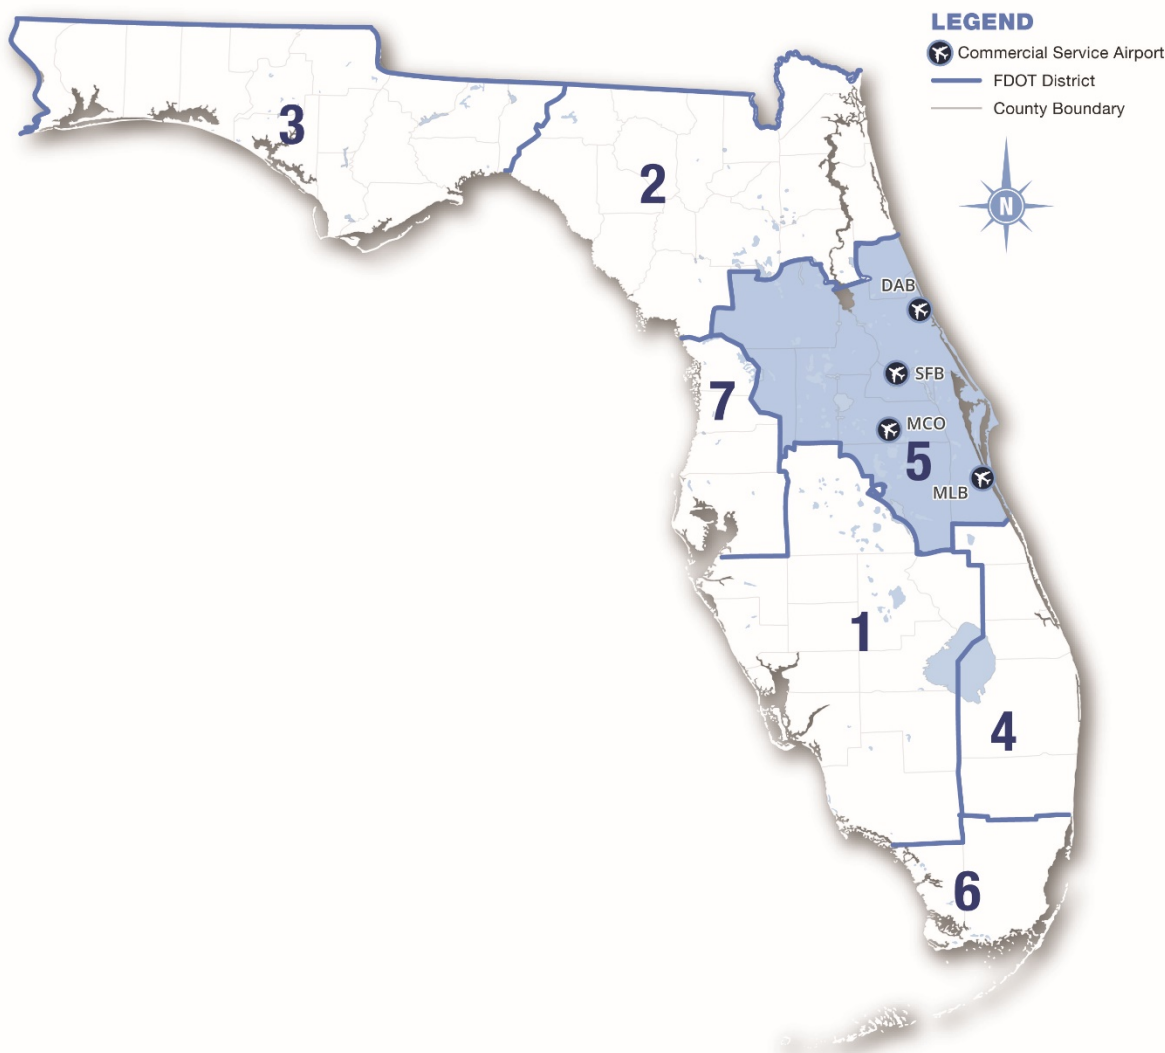 LEGEND
Commercial Service Airport
FDOT District
County Boundary
N
3
2
DAB
SFB
7
MCO
5
MLB
1
4
6